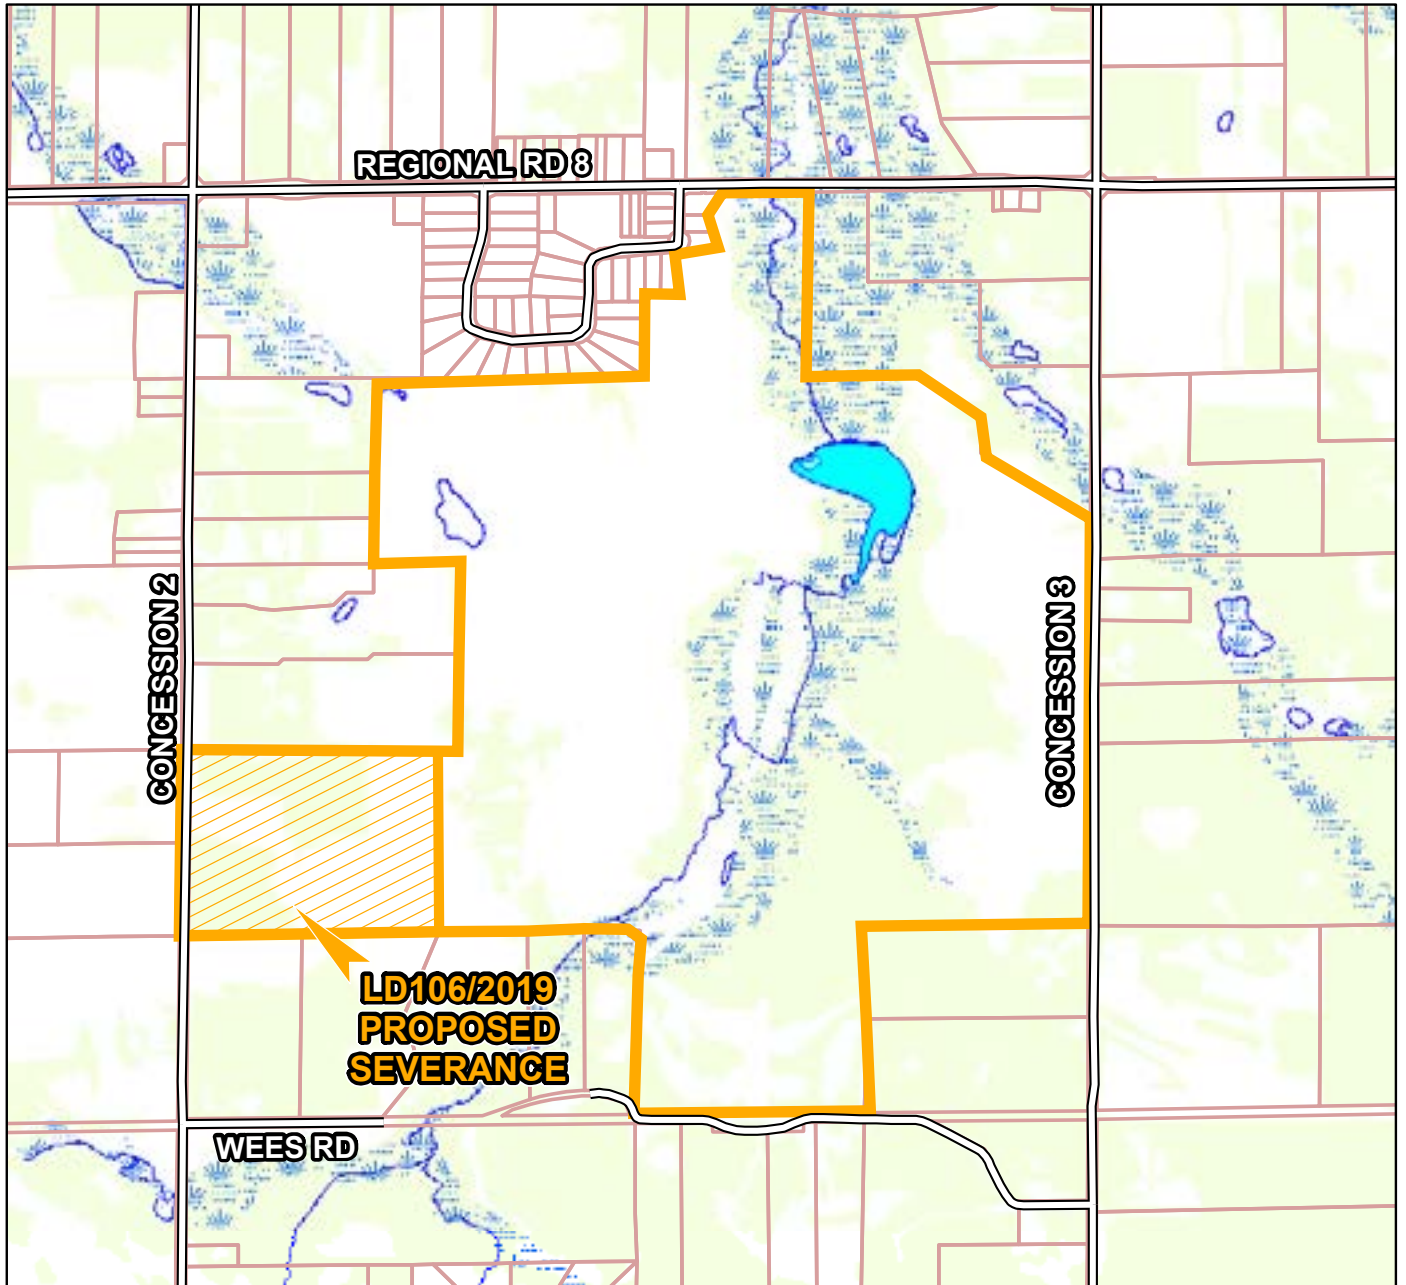 REGIONAL RD 8
CONCESSION 2
CONCESSION 3
LD106/2019
PROPOSED
SEVERANCE
WEES RD